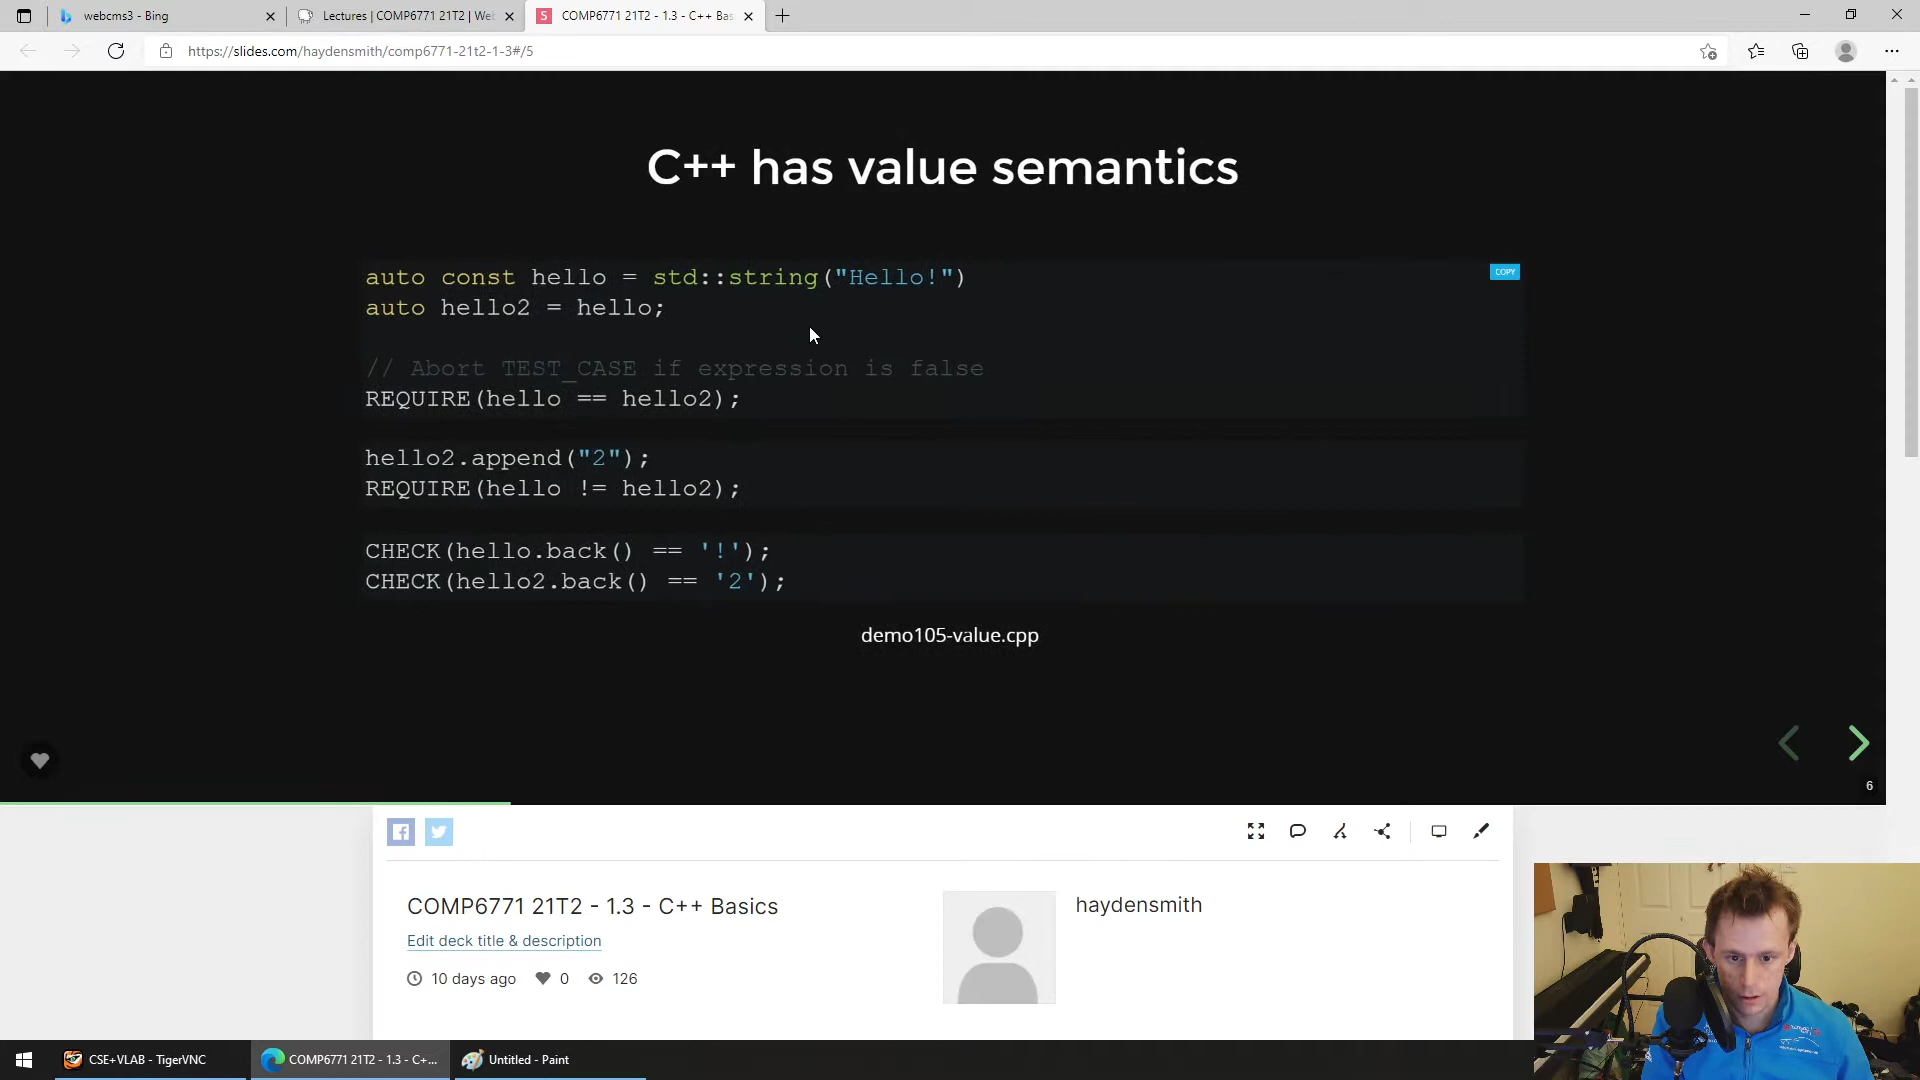 webcms3 - Bing
Lectures | COMP6771 21T2 | We
COMP6771 21T2 - 1.3 - C++ Bas
https://slides.com/haydensmith/comp6771-21t2-1-3#/5
C++ has value semantics
auto const hello = std::string("Hello!")
COPY
auto hello2 = hello;
// Abort TEST_CASE if expression is false
REQUIRE(hello == hello2);
hello2.append("2");
REQUIRE(hello != hello2);
CHECK(hello.back() == '!');
CHECK(hello2.back() == '2');
demo105-value.cpp
6
COMP6771 21T2 - 1.3 - C++ Basics
haydensmith
Edit deck title & description
10 days ago 0 126
CSE+VLAB - TigerVNC
COMP6771 21T2 - 1.3 - C+...
Untitled - Paint